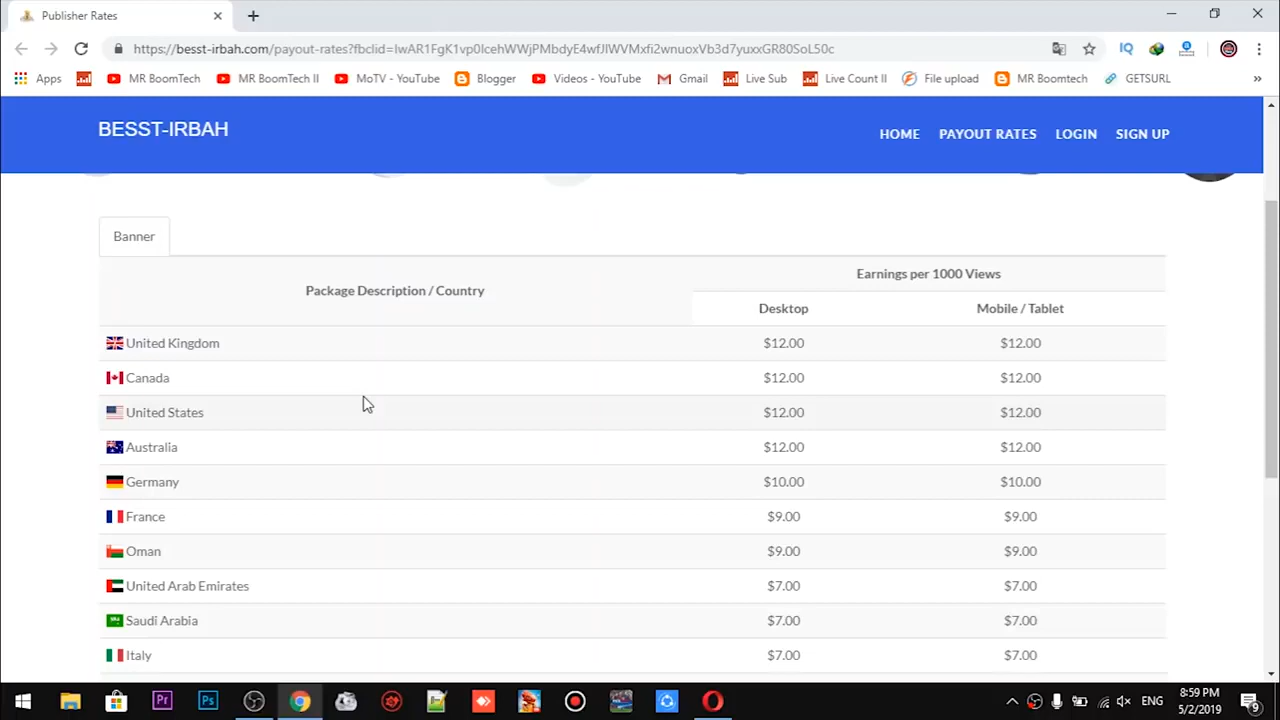 Publisher Rates
https://besst-irbah.com/payout-rates?fbclid=IwAR1FgK1vp0IcehWWjPMbdyE4wfJIWVMxfi2wnuoxVb3d7yuxxGR80SoL50c
Apps MR BoomTech MR BoomTech II MoTV - YouTube Blogger Videos - YouTube Gmail Live Sub Live Count II File upload MR Boomtech GETSURL »
BESST-IRBAH
HOME PAYOUT RATES LOGIN SIGN UP
Banner
Package Description / Country
Earnings per 1000 Views
Desktop Mobile / Tablet
United Kingdom $12.00 $12.00
Canada $12.00 $12.00
United States $12.00 $12.00
Australia $12.00 $12.00
Germany $10.00 $10.00
France $9.00 $9.00
Oman $9.00 $9.00
United Arab Emirates $7.00 $7.00
Saudi Arabia $7.00 $7.00
Italy $7.00 $7.00
Pr Ps ENG 8:59 PM
5/2/2019